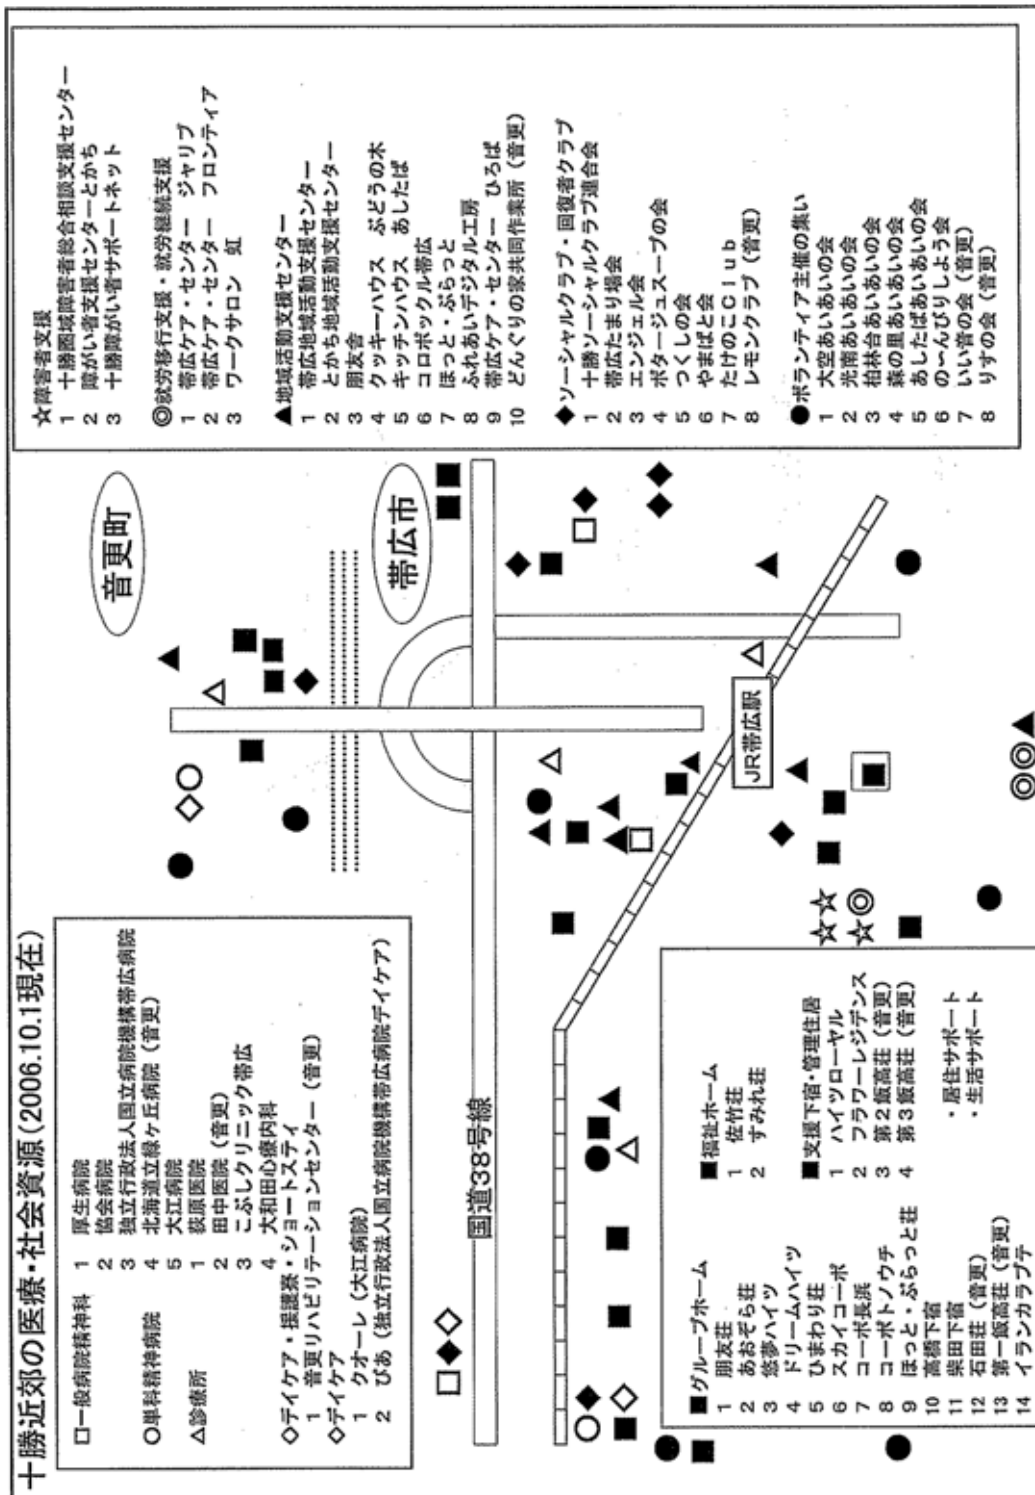 十勝近郊の医療・社会資源（2006.10.1現在）
□一般病院精神科
1 厚生病院
2 協会病院
3 独立行政法人国立病院機構帯広病院
○単科精神病院
4 北海道立緑ヶ丘病院（音更）
5 大江病院
△診療所
1 荻原医院
2 田中医院（音更）
3 こぶしクリニック帯広
4 大和田心療内科
◇デイケア・援護寮・ショートステイ
1 音更リハビリテーションセンター（音更）
◇デイケア
1 クオーレ（大江病院）
2 ぴあ（独立行政法人国立病院機構帯広病院デイケア）
音更町
帯広市
国道38号線
JR帯広駅
■グループホーム
1 朋友荘
2 あおぞら荘
3 悠夢ハイツ
4 ドリームハイツ
5 ひまわり荘
6 スカイコーポ
7 コーポ長浜
8 コーポトノウチ
9 ほっと・ぷらっと荘
10 高橋下宿
11 柴田下宿
12 石田荘（音更）
13 第一飯高荘（音更）
14 イランカラプテ
■福祉ホーム
1 佐竹荘
2 すみれ荘
■支援下宿・管理住居
1 ハイツローヤル
2 フラワーレジデンス
3 第２飯高荘（音更）
4 第３飯高荘（音更）
・居住サポート
・生活サポート
☆障害者支援
1 十勝圏域障害者総合相談支援センター
2 障がい者支援センターとかち
3 十勝障がい者サポートネット
◎就労移行支援・就労継続支援
1 帯広ケア・センター ジャリブ
2 帯広ケア・センター フロンティア
3 ワークサロン 虹
▲地域活動支援センター
1 帯広地域活動支援センター
2 とかち地域活動支援センター
3 朋友舎
4 クッキーハウス ぶどうの木
5 キッチンハウス あしたば
6 コロポックル帯広
7 ほっと・ぷらっと
8 ふれあいデジタル工房
9 帯広ケア・センター ひろば
10 どんぐりの家共同作業所（音更）
◆ソーシャルクラブ・回復者クラブ
1 十勝ソーシャルクラブ連合会
2 帯広たまり場会
3 エンジェル会
4 ポタージュスープの会
5 つくしの会
6 やまばと会
7 たけのこＣｌｕｂ
8 レモンクラブ（音更）
●ボランティア主催の集い
1 大空あいあいの会
2 光南あいあいの会
3 柏林台あいあいの会
4 森の里あいあいの会
5 あしたばあいあいの会
6 の～んびりしよう会
7 いい音の会（音更）
8 りすの会（音更）